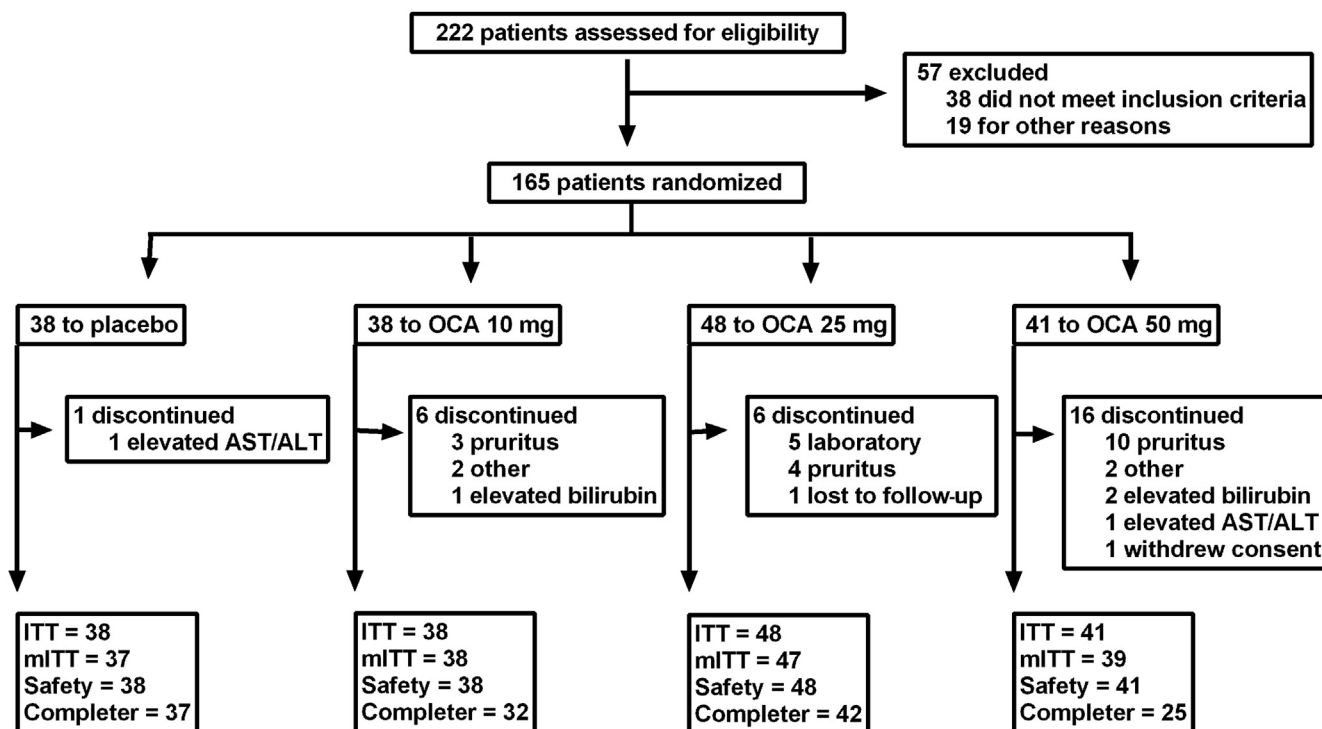 222 patients assessed for eligibility
57 excluded
38 did not meet inclusion criteria
19 for other reasons
165 patients randomized
38 to placebo
38 to OCA 10 mg
48 to OCA 25 mg
41 to OCA 50 mg
1 discontinued
1 elevated AST/ALT
6 discontinued
3 pruritus
2 other
1 elevated bilirubin
6 discontinued
5 laboratory
4 pruritus
1 lost to follow-up
16 discontinued
10 pruritus
2 other
2 elevated bilirubin
1 elevated AST/ALT
1 withdrew consent
ITT = 38
mITT = 37
Safety = 38
Completer = 37
ITT = 38
mITT = 38
Safety = 38
Completer = 32
ITT = 48
mITT = 47
Safety = 48
Completer = 42
ITT = 41
mITT = 39
Safety = 41
Completer = 25